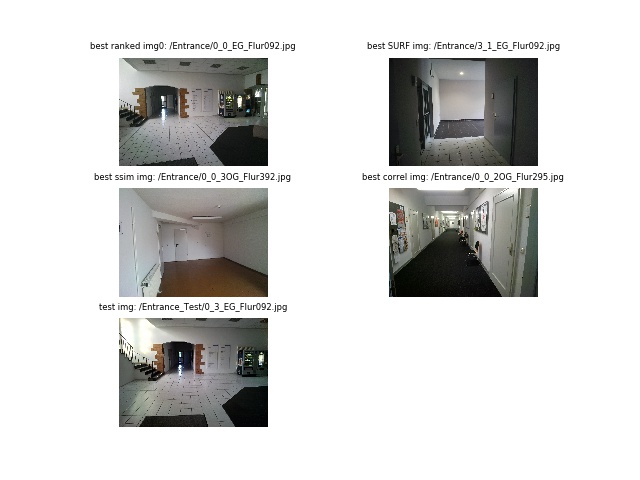 best ranked img0: /Entrance/0_0_EG_Flur092.jpg
best SURF img: /Entrance/3_1_EG_Flur092.jpg
best ssim img: /Entrance/0_0_3OG_Flur392.jpg
best correl img: /Entrance/0_0_2OG_Flur295.jpg
test img: /Entrance_Test/0_3_EG_Flur092.jpg